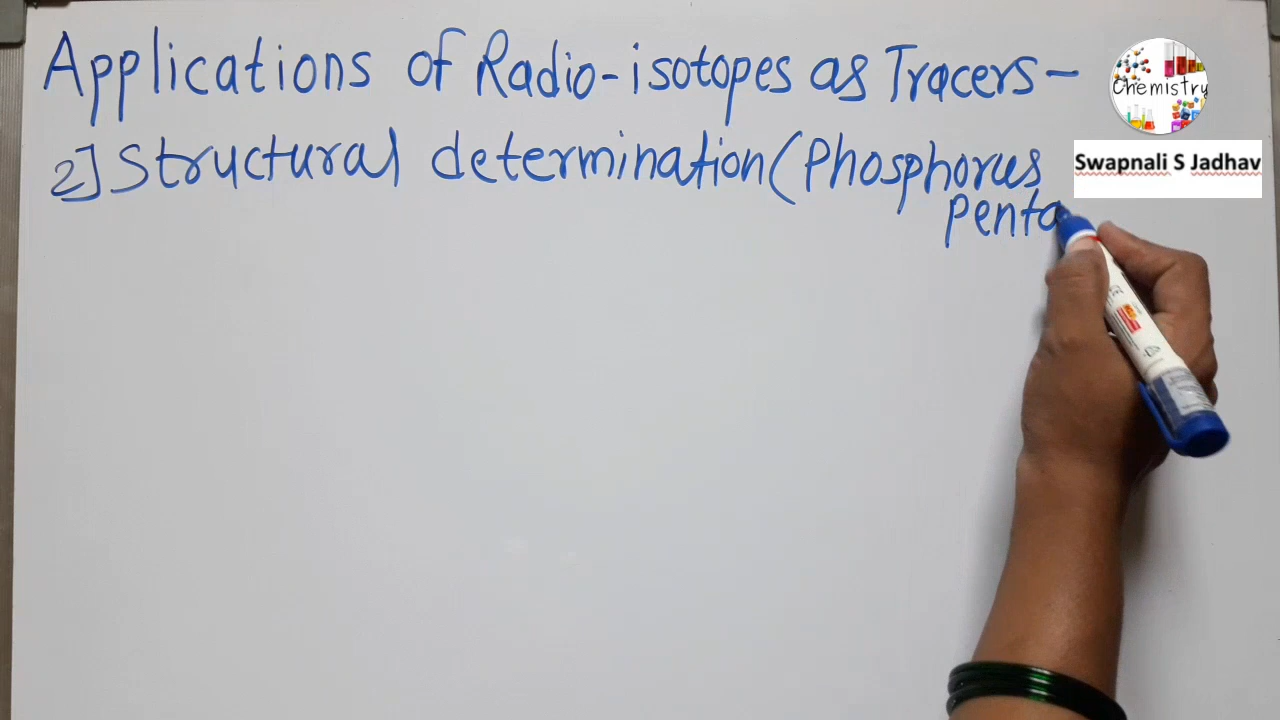 Applications of Radio-isotopes as Tracers-
Chemistry
Swapnali S Jadhav
2] Structural determination (Phosphorus
Penta